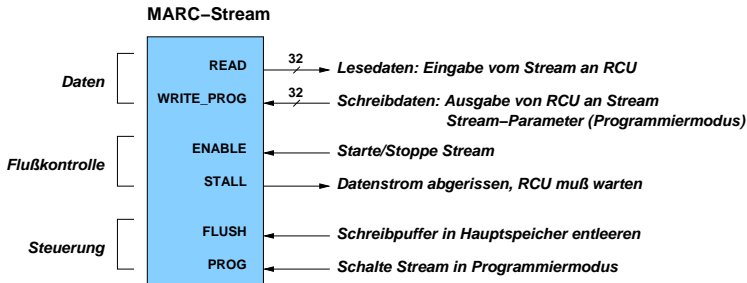 MARC–Stream
Daten
READ
32
Lesedaten: Eingabe vom Stream an RCU
WRITE_PROG
32
Schreibdaten: Ausgabe von RCU an Stream
Stream–Parameter (Programmiermodus)
Flußkontrolle
ENABLE
Starte/Stoppe Stream
STALL
Datenstrom abgerissen, RCU muß warten
Steuerung
FLUSH
Schreibpuffer in Hauptspeicher entleeren
PROG
Schalte Stream in Programmiermodus